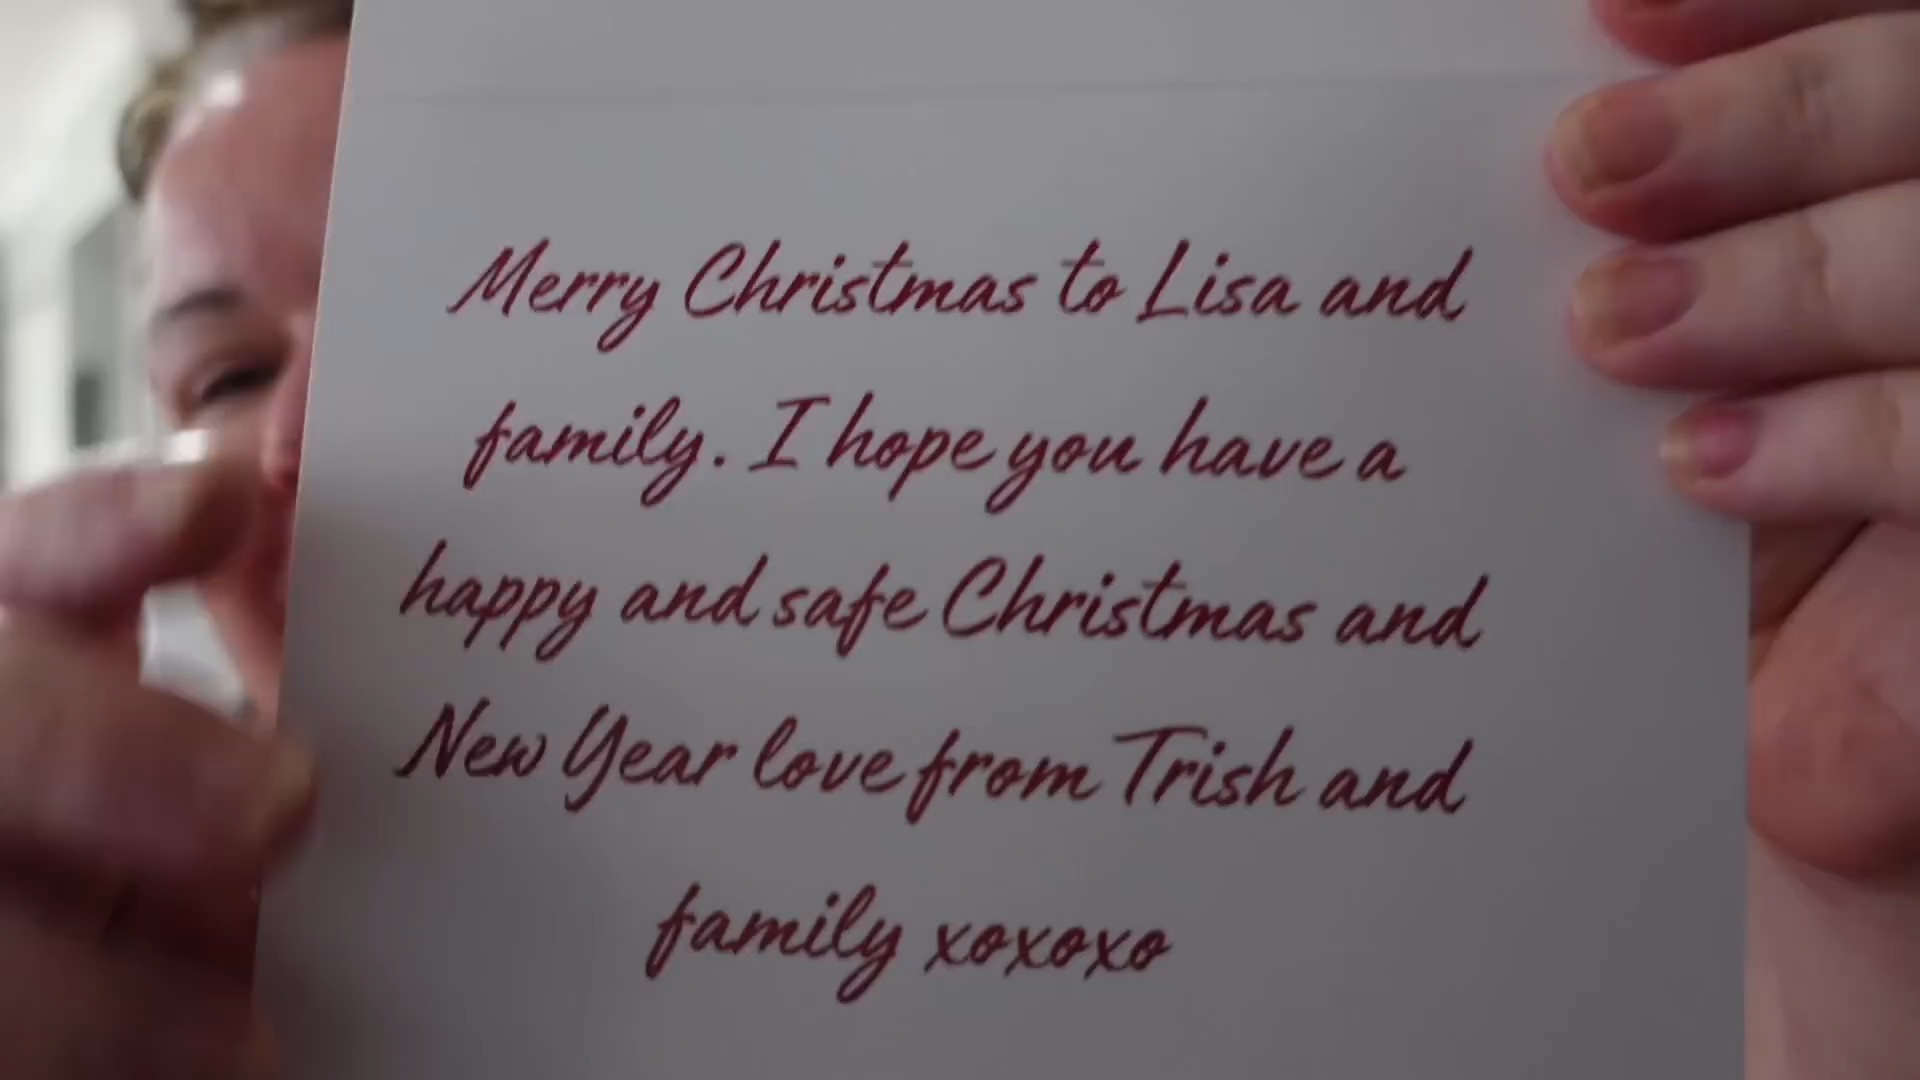 Merry Christmas to Lisa and
family. I hope you have a
happy and safe Christmas and
New Year love from Trish and
family xoxoxo